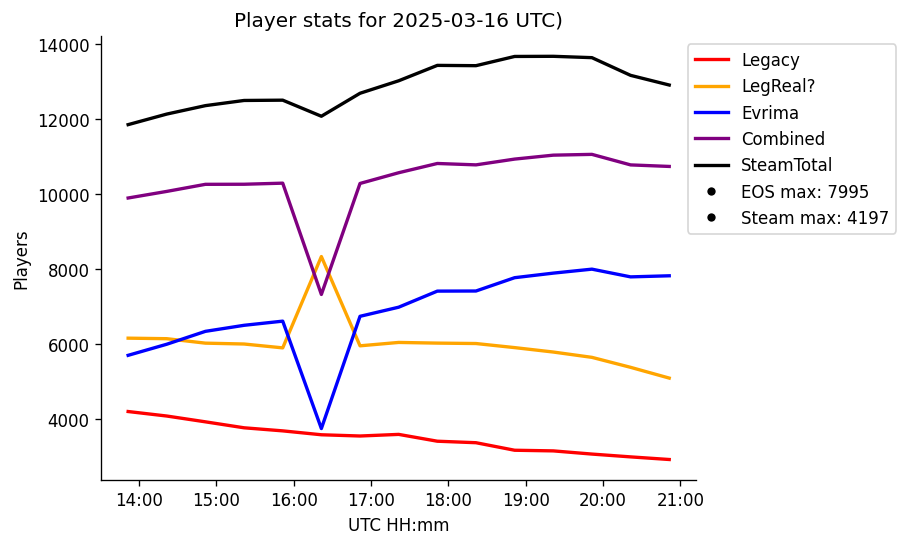 Player stats for 2025-03-16 UTC)
14000
12000
10000
8000
6000
4000
Players
14:00
15:00
16:00
17:00
18:00
19:00
20:00
21:00
UTC HH:mm
Legacy
LegReal?
Evrima
Combined
SteamTotal
EOS max: 7995
Steam max: 4197